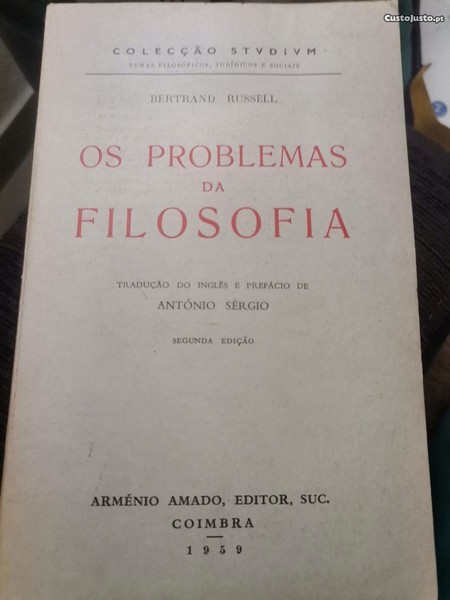 CustoJusto.pt
COLECÇÃO STVDIVM
TEMAS FILOSÓFICOS, JURÍDICOS E SOCIAIS
BERTRAND RUSSELL
OS PROBLEMAS
DA
FILOSOFIA
TRADUÇÃO DO INGLÊS E PREFÁCIO DE
ANTÓNIO SÉRGIO
SEGUNDA EDIÇÃO
ARMÉNIO AMADO, EDITOR, SUC.
COIMBRA
1959